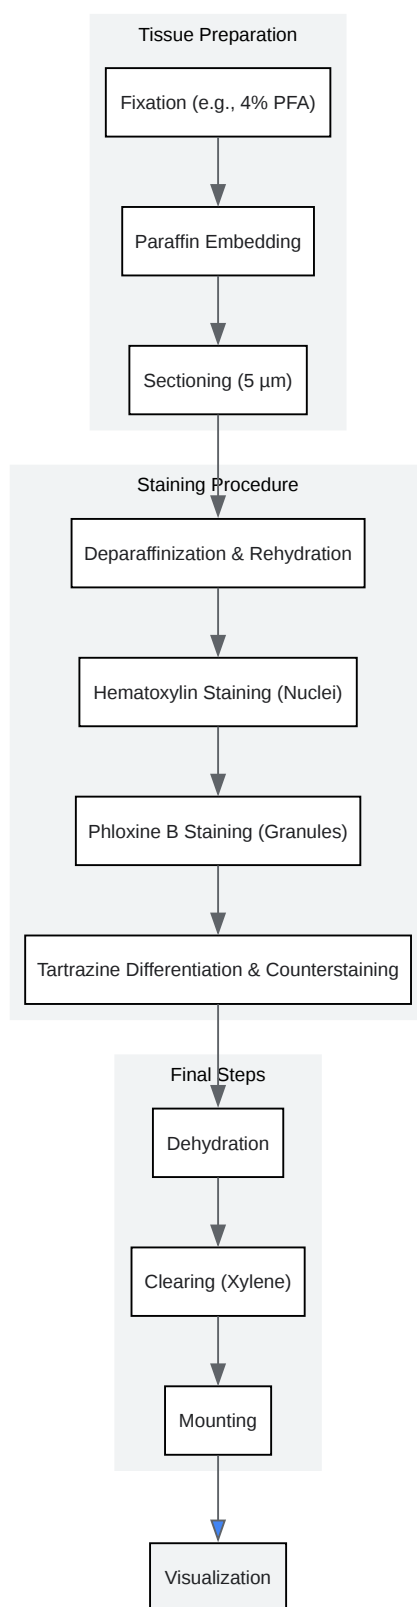 Tissue Preparation
Fixation (e.g., 4% PFA)
Paraffin Embedding
Sectioning (5 µm)
Staining Procedure
Deparaffinization & Rehydration
Hematoxylin Staining (Nuclei)
Phloxine B Staining (Granules)
Tartrazine Differentiation & Counterstaining
Final Steps
Dehydration
Clearing (Xylene)
Mounting
Visualization